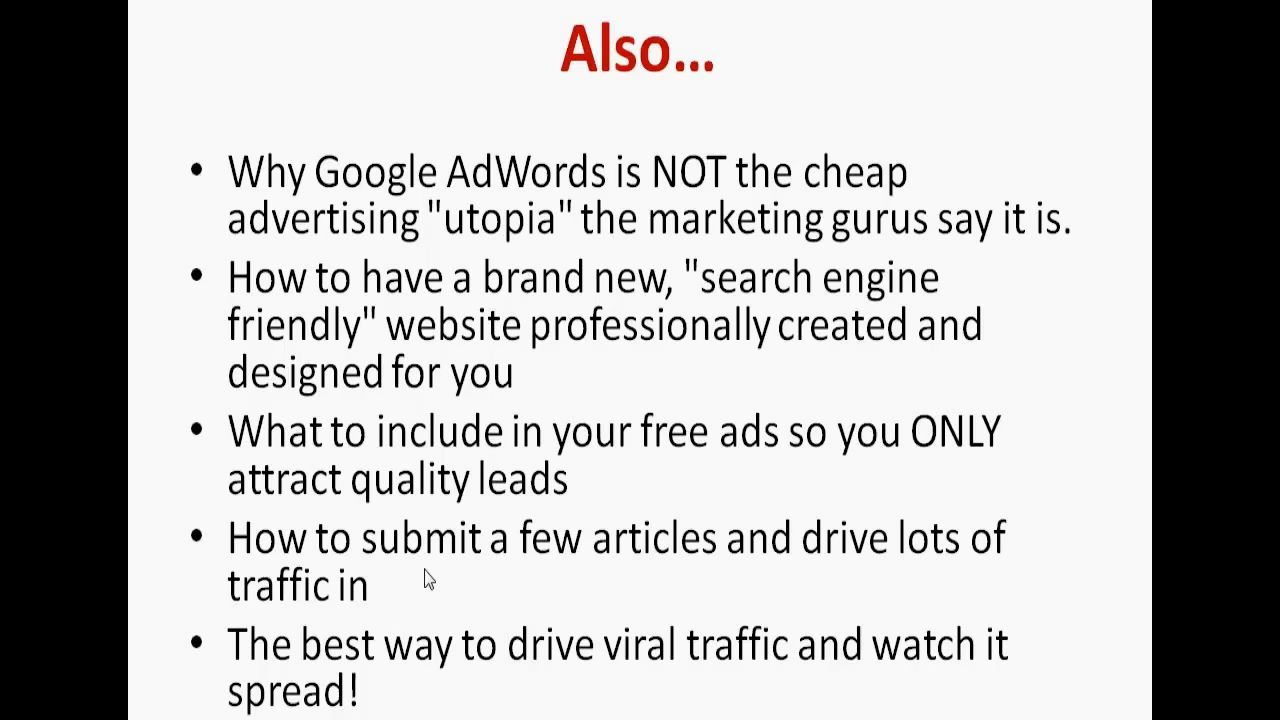 Also...
• Why Google AdWords is NOT the cheap
advertising "utopia" the marketing gurus say it is.
• How to have a brand new, "search engine
friendly" website professionally created and
designed for you
• What to include in your free ads so you ONLY
attract quality leads
• How to submit a few articles and drive lots of
traffic in
• The best way to drive viral traffic and watch it
spread!